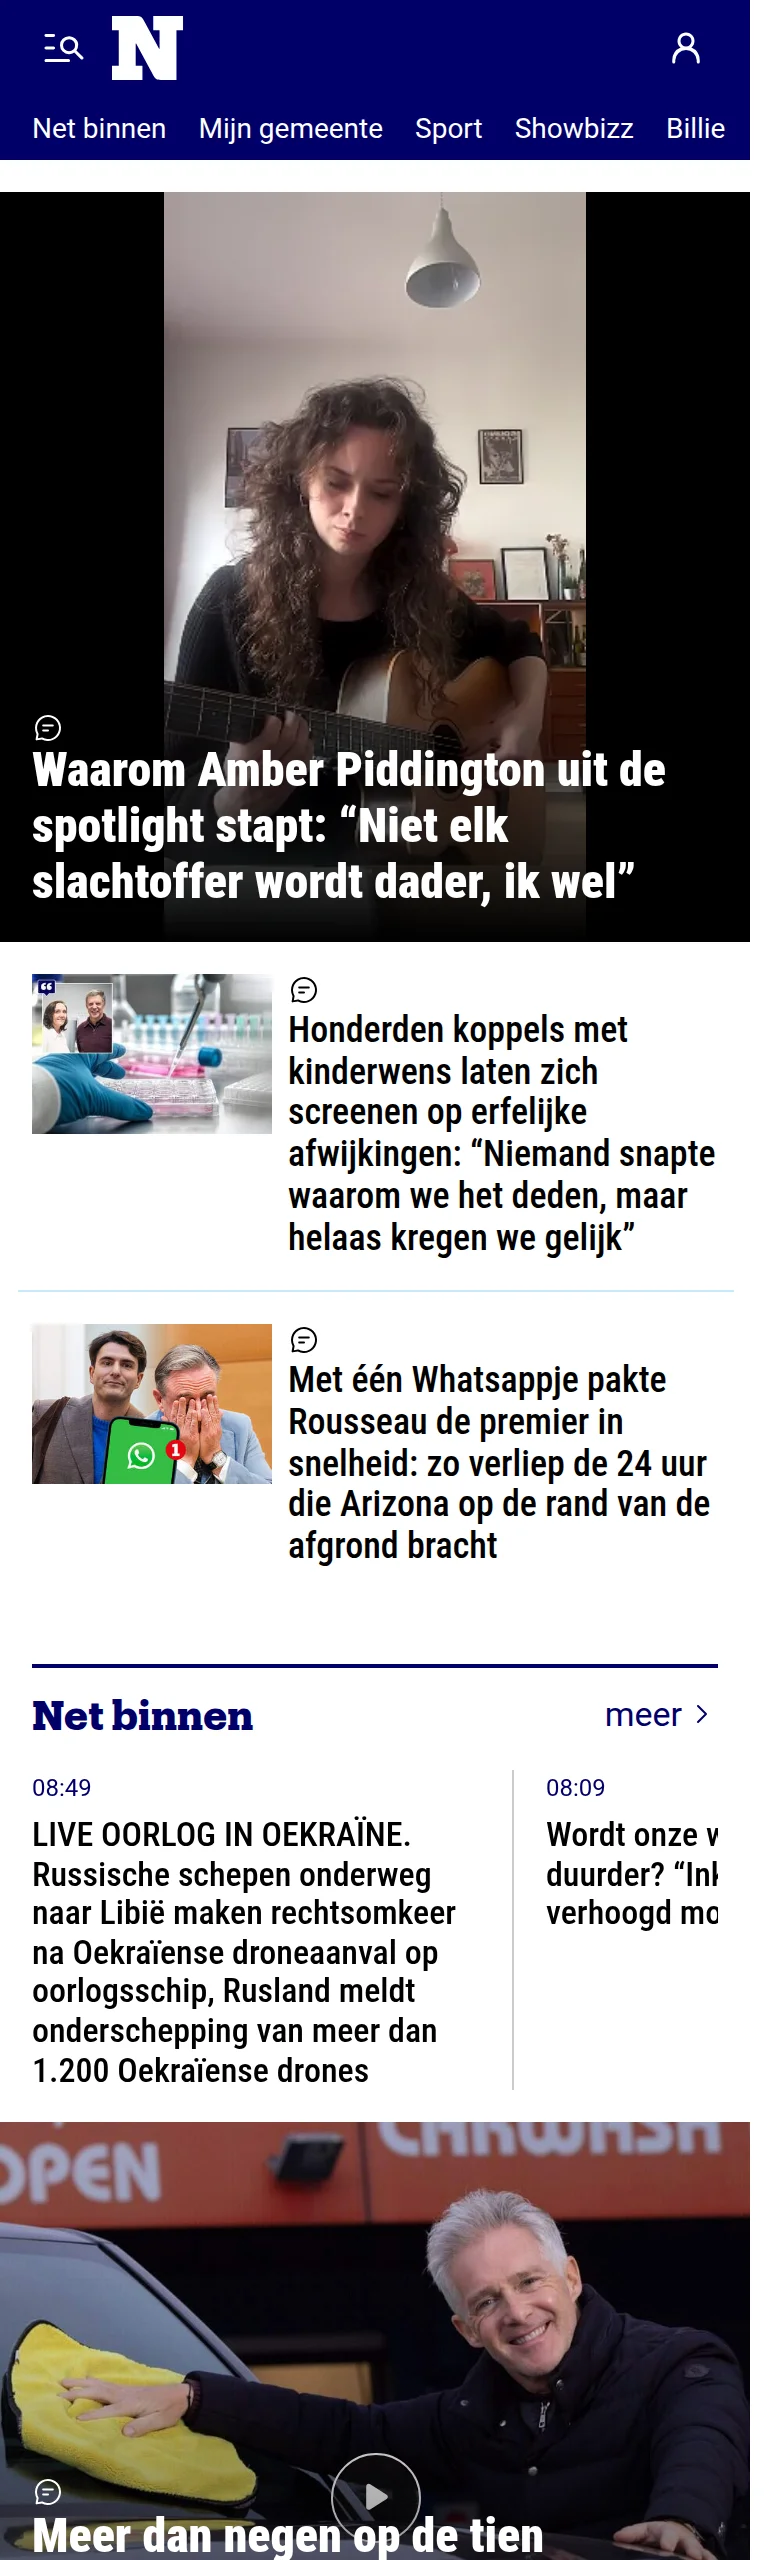 N
Net binnen Mijn gemeente Sport Showbizz Billie
Waarom Amber Piddington uit de
spotlight stapt: “Niet elk
slachtoffer wordt dader, ik wel”
Honderden koppels met
kinderwens laten zich
screenen op erfelijke
afwijkingen: “Niemand snapte
waarom we het deden, maar
helaas kregen we gelijk”
1
Met één Whatsappje pakte
Rousseau de premier in
snelheid: zo verliep de 24 uur
die Arizona op de rand van de
afgrond bracht
Net binnen
meer
08:49
LIVE OORLOG IN OEKRAÏNE.
Russische schepen onderweg
naar Libië maken rechtsomkeer
na Oekraïense droneaanval op
oorlogsschip, Rusland meldt
onderschepping van meer dan
1.200 Oekraïense drones
08:09
Wordt onze
duurder?
verhoogd
OPEN
CARWASH
Meer dan negen op de tien